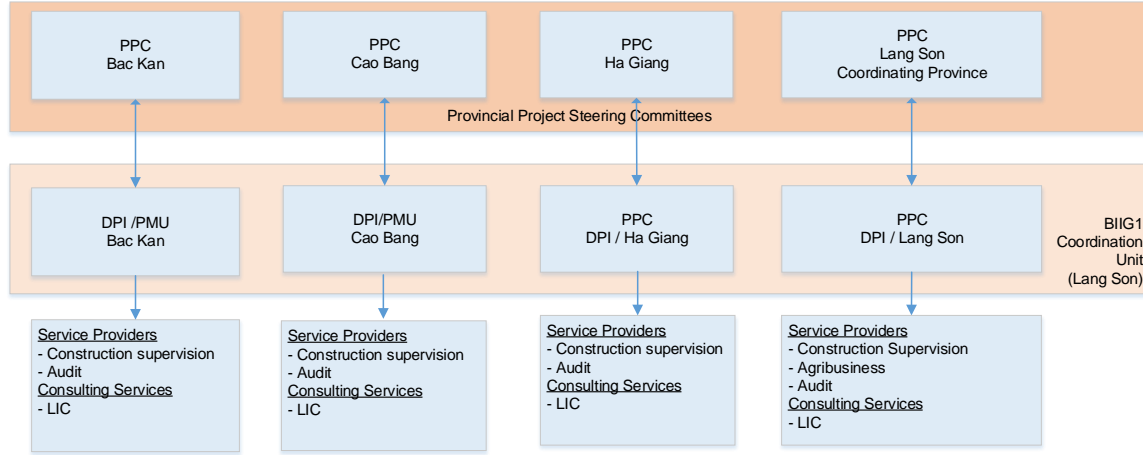 PPC
Bac Kan
PPC
Cao Bang
PPC
Ha Giang
PPC
Lang Son
Coordinating Province
Provincial Project Steering Committees
DPI /PMU
Bac Kan
DPI/PMU
Cao Bang
PPC
DPI / Ha Giang
PPC
DPI / Lang Son
BIIG1
Coordination
Unit
(Lang Son)
Service Providers
- Construction supervision
- Audit
Consulting Services
- LIC
Service Providers
- Construction supervision
- Audit
Consulting Services
- LIC
Service Providers
- Construction supervision
- Audit
Consulting Services
- LIC
Service Providers
- Construction Supervision
- Agribusiness
- Audit
Consulting Services
- LIC